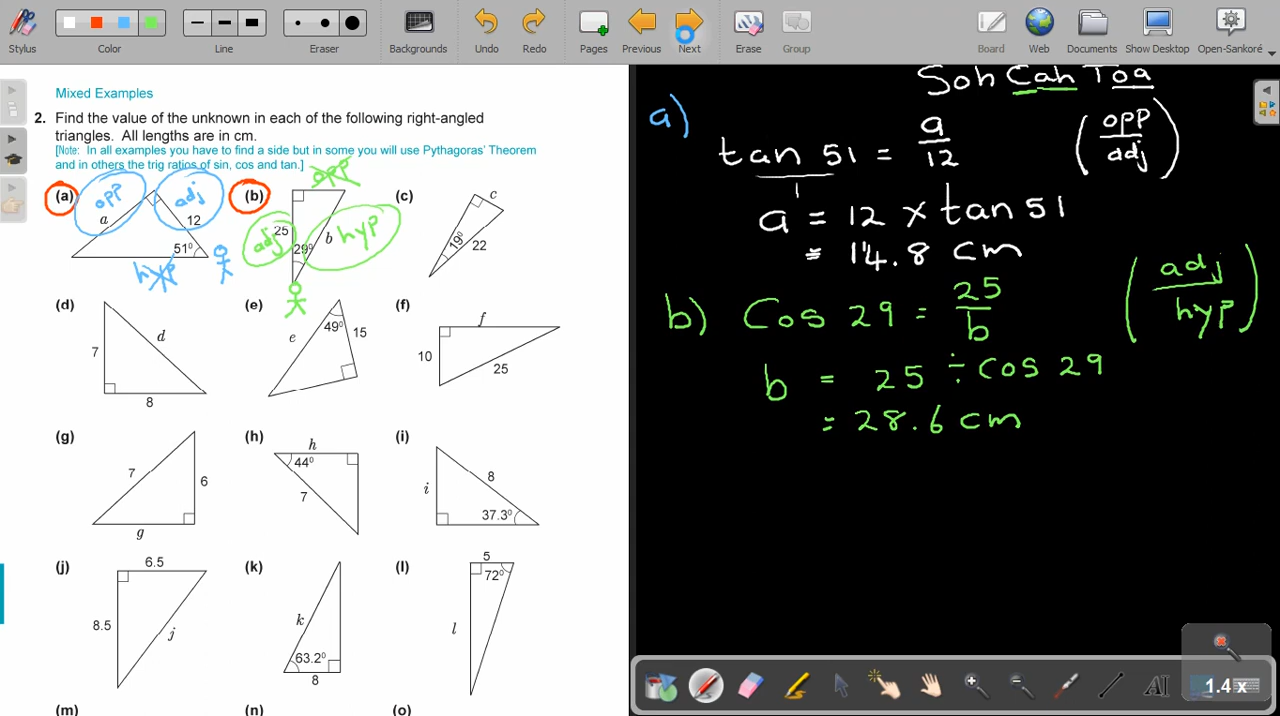 Stylus
Color
Line
Eraser
Backgrounds
Undo
Redo
Pages
Previous
Next
Erase
Group
Board
Web
Documents
Show Desktop
Open-Sankoré
Mixed Examples
2. Find the value of the unknown in each of the following right-angled
triangles. All lengths are in cm.
[Note: In all examples you have to find a side but in some you will use Pythagoras' Theorem
and in others the trig ratios of sin, cos and tan.]
(a) opp adj a 12 51° hyp
(b) opp adj 25 29° b hyp
(c) c 19° 22
(d) 7 d 8
(e) e 49° 15
(f) f 10 25
(g) 7 6 g
(h) h 44° 7
(i) i 8 37.3°
(j) 6.5 8.5 j
(k) k 63.2° 8
(l) 5 72° l
(m) (n) (o)
Soh Cah Toa
a) tan 51 = a/12 (opp/adj)
a = 12 x tan 51
= 14.8 cm
b) Cos 29 = 25/b (adj/hyp)
b = 25 ÷ cos 29
= 28.6 cm
1.4 x